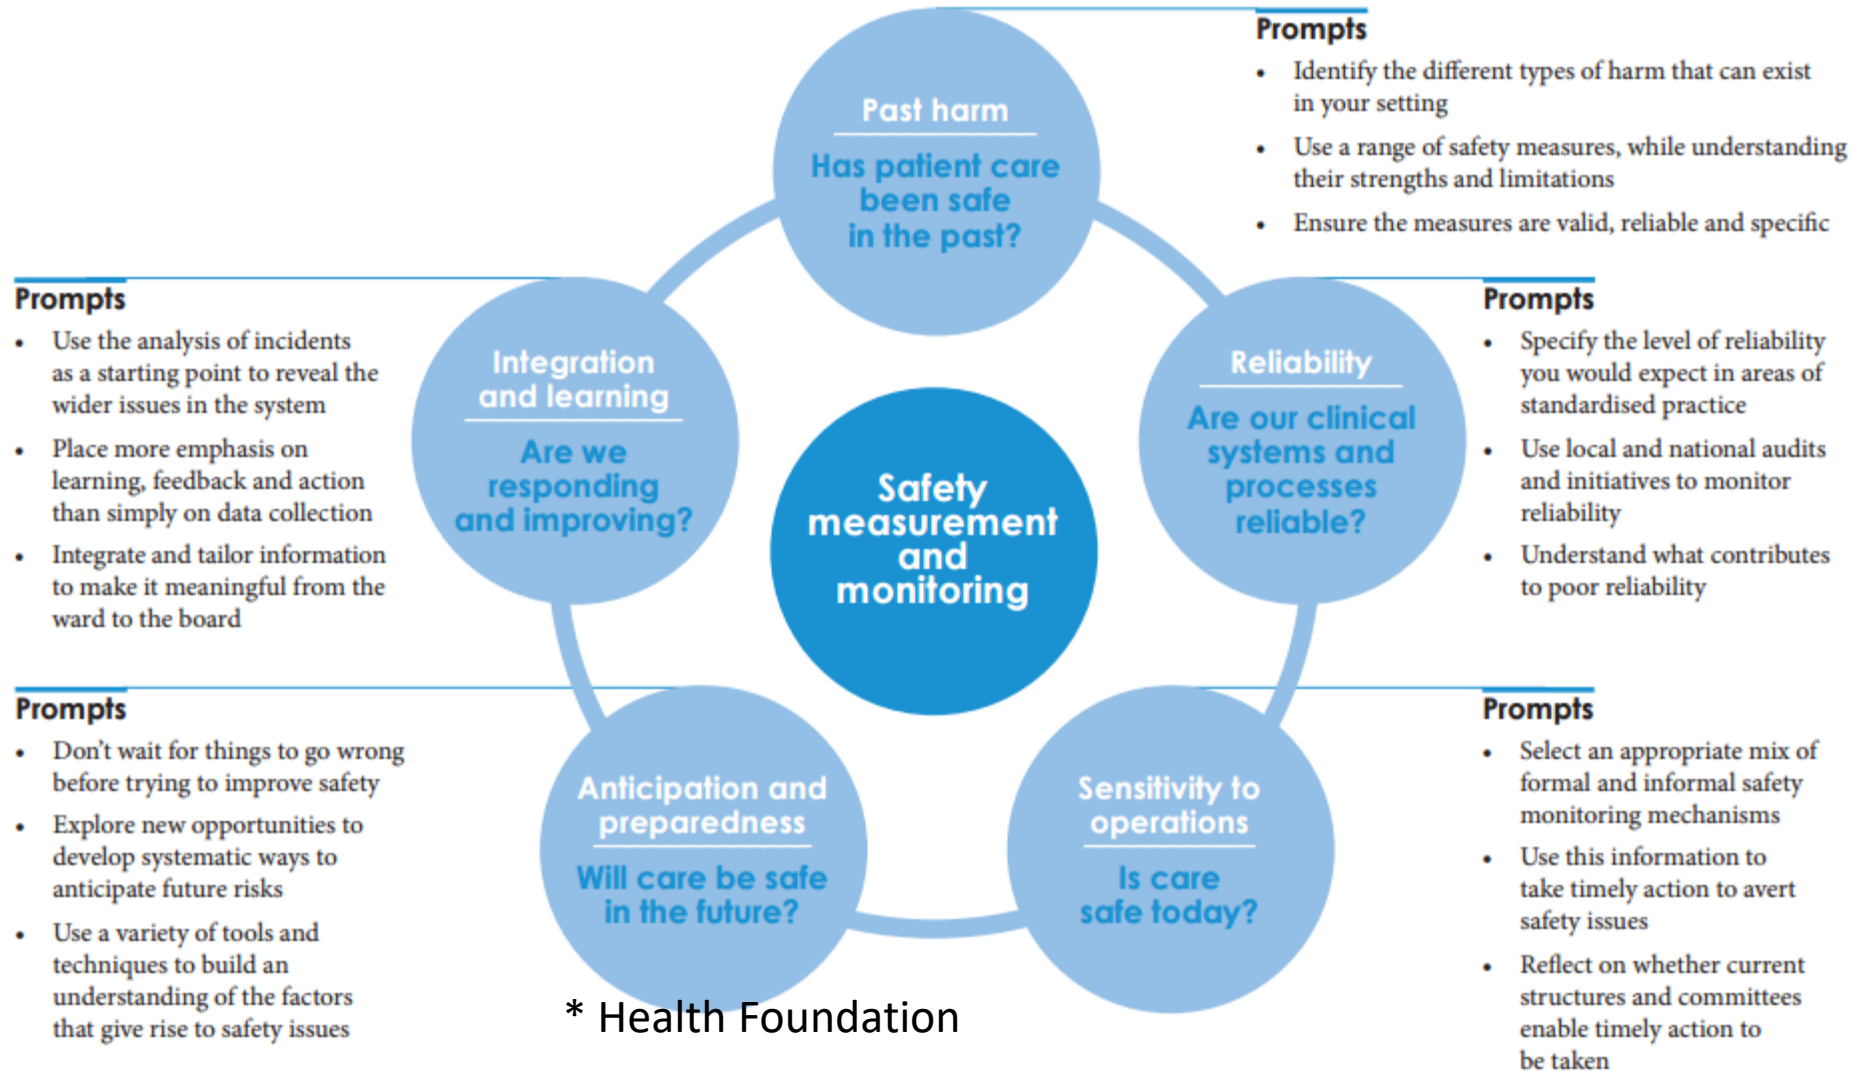 Past harm
Has patient care
been safe
in the past?
Prompts
• Identify the different types of harm that can exist
in your setting
• Use a range of safety measures, while understanding
their strengths and limitations
• Ensure the measures are valid, reliable and specific
Reliability
Are our clinical
systems and
processes
reliable?
Prompts
• Specify the level of reliability
you would expect in areas of
standardised practice
• Use local and national audits
and initiatives to monitor
reliability
• Understand what contributes
to poor reliability
Sensitivity to
operations
Is care
safe today?
Prompts
• Select an appropriate mix of
formal and informal safety
monitoring mechanisms
• Use this information to
take timely action to avert
safety issues
• Reflect on whether current
structures and committees
enable timely action to
be taken
Anticipation and
preparedness
Will care be safe
in the future?
Prompts
• Don’t wait for things to go wrong
before trying to improve safety
• Explore new opportunities to
develop systematic ways to
anticipate future risks
• Use a variety of tools and
techniques to build an
understanding of the factors
that give rise to safety issues
Integration
and learning
Are we
responding
and improving?
Prompts
• Use the analysis of incidents
as a starting point to reveal the
wider issues in the system
• Place more emphasis on
learning, feedback and action
than simply on data collection
• Integrate and tailor information
to make it meaningful from the
ward to the board
Safety
measurement
and
monitoring
* Health Foundation